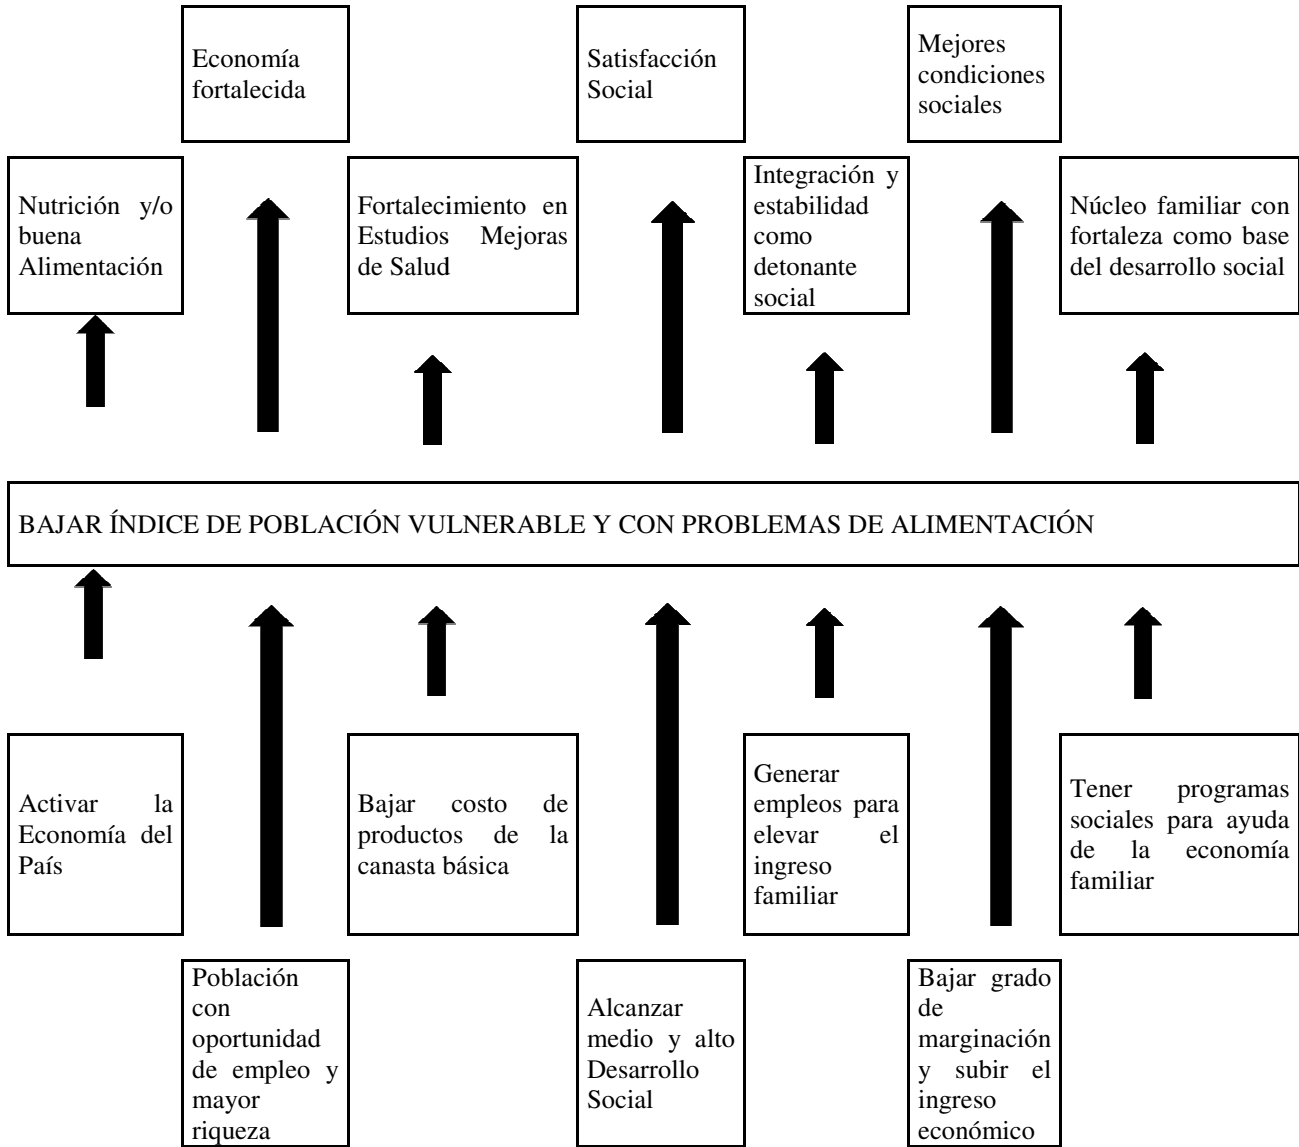 Economía
fortalecida
Satisfacción
Social
Mejores
condiciones
sociales
Nutrición y/o
buena
Alimentación
Fortalecimiento en
Estudios Mejoras
de Salud
Integración y
estabilidad
como
detonante
social
Núcleo familiar con
fortaleza como base
del desarrollo social
BAJAR ÍNDICE DE POBLACIÓN VULNERABLE Y CON PROBLEMAS DE ALIMENTACIÓN
Activar la
Economía del
País
Bajar costo de
productos de la
canasta básica
Generar
empleos para
elevar el
ingreso
familiar
Tener programas
sociales para ayuda
de la economía
familiar
Población
con
oportunidad
de empleo y
mayor
riqueza
Alcanzar
medio y alto
Desarrollo
Social
Bajar grado
de
marginación
y subir el
ingreso
económico